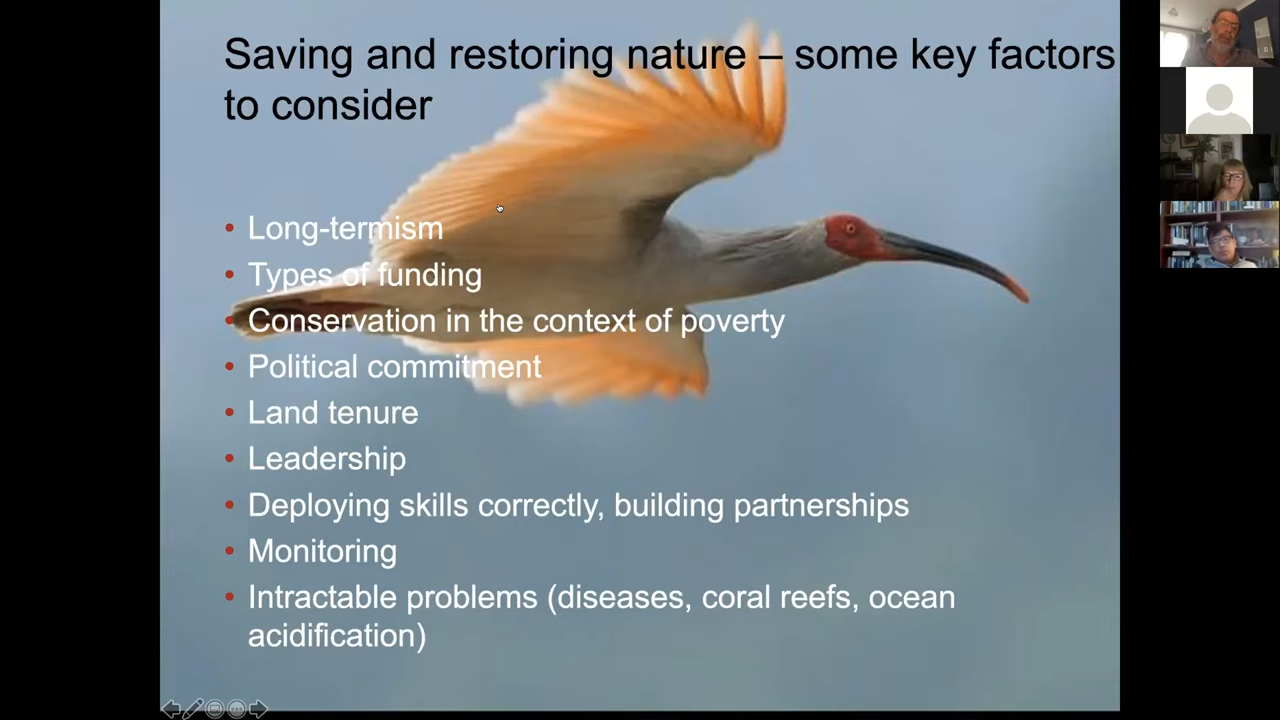 Saving and restoring nature – some key factors
to consider
• Long-termism
• Types of funding
• Conservation in the context of poverty
• Political commitment
• Land tenure
• Leadership
• Deploying skills correctly, building partnerships
• Monitoring
• Intractable problems (diseases, coral reefs, ocean
acidification)